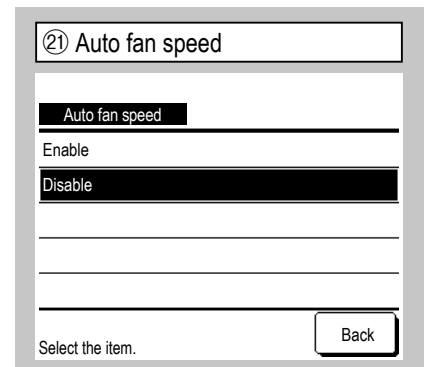 ㉑ Auto fan speed
Auto fan speed
Enable
Disable
Select the item.
Back